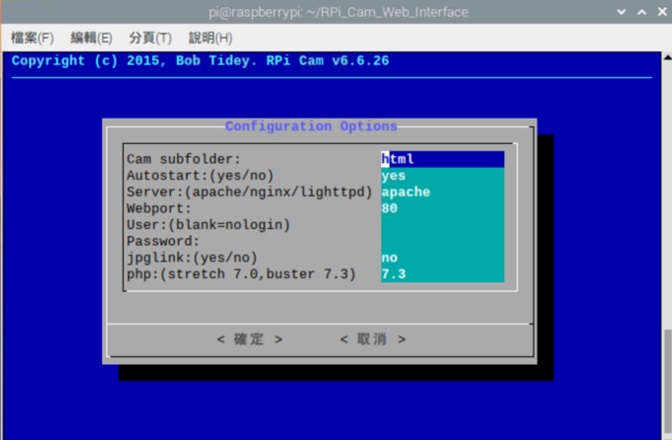 pi@raspberrypi: ~/RPi_Cam_Web_Interface
檔案(F) 編輯(E) 分頁(T) 說明(H)
Copyright (c) 2015, Bob Tidey. RPi Cam v6.6.26
Configuration Options
Cam subfolder: html
Autostart:(yes/no) yes
Server:(apache/nginx/lighttpd) apache
Webport: 80
User:(blank=nologin)
Password:
jpglink:(yes/no) no
php:(stretch 7.0,buster 7.3) 7.3
< 確定 > < 取消 >